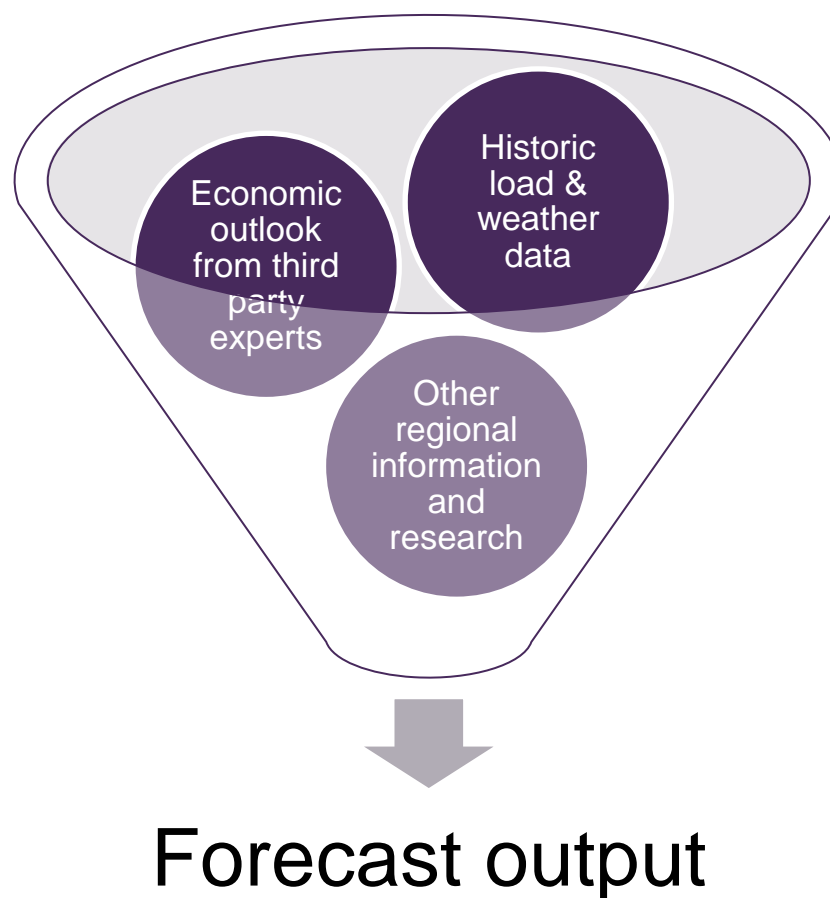 Historic
load &
weather
data
Economic
outlook
from third
party
experts
Other
regional
information
and
research
Forecast output